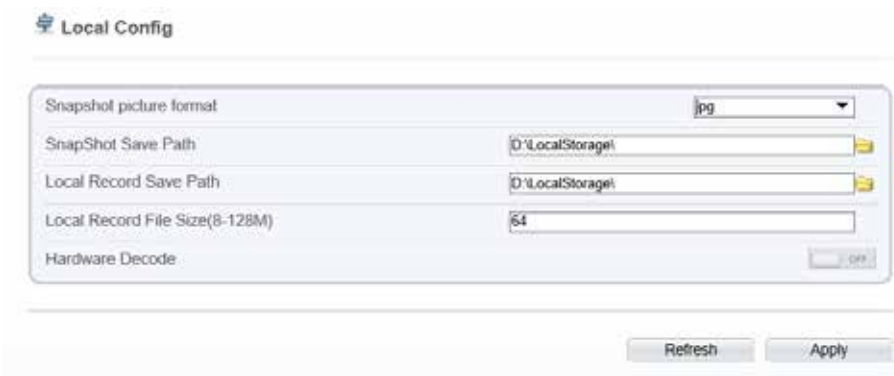 Local Config
Snapshot picture format jpg
SnapShot Save Path D:\LocalStorage\
Local Record Save Path D:\LocalStorage\
Local Record File Size(8-128M) 64
Hardware Decode OFF
Refresh Apply